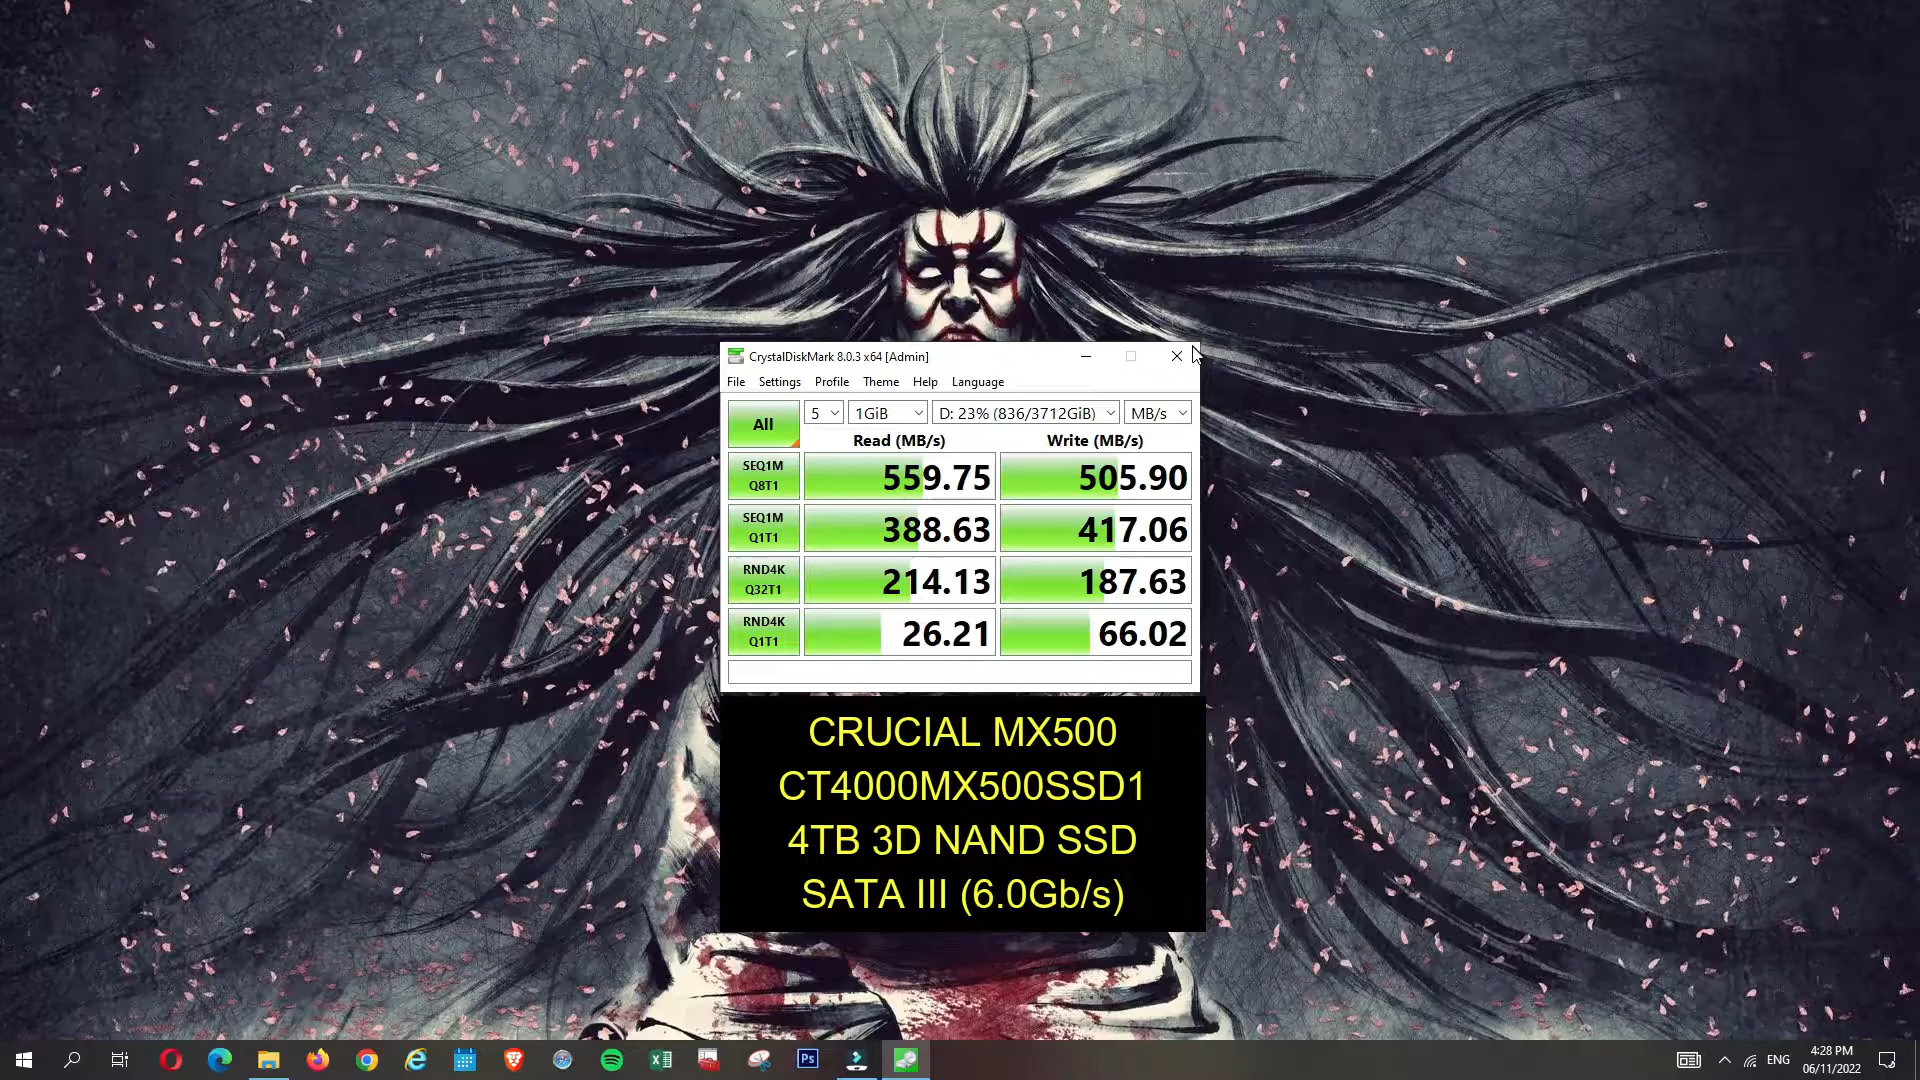 CrystalDiskMark 8.0.3 x64 [Admin]
File Settings Profile Theme Help Language
All 5 1GiB D: 23% (836/3712GiB) MB/s
Read (MB/s) Write (MB/s)
SEQ1M
Q8T1
559.75 505.90
SEQ1M
Q1T1
388.63 417.06
RND4K
Q32T1
214.13 187.63
RND4K
Q1T1
26.21 66.02
CRUCIAL MX500
CT4000MX500SSD1
4TB 3D NAND SSD
SATA III (6.0Gb/s)
Ps
ENG
4:28 PM
06/11/2022